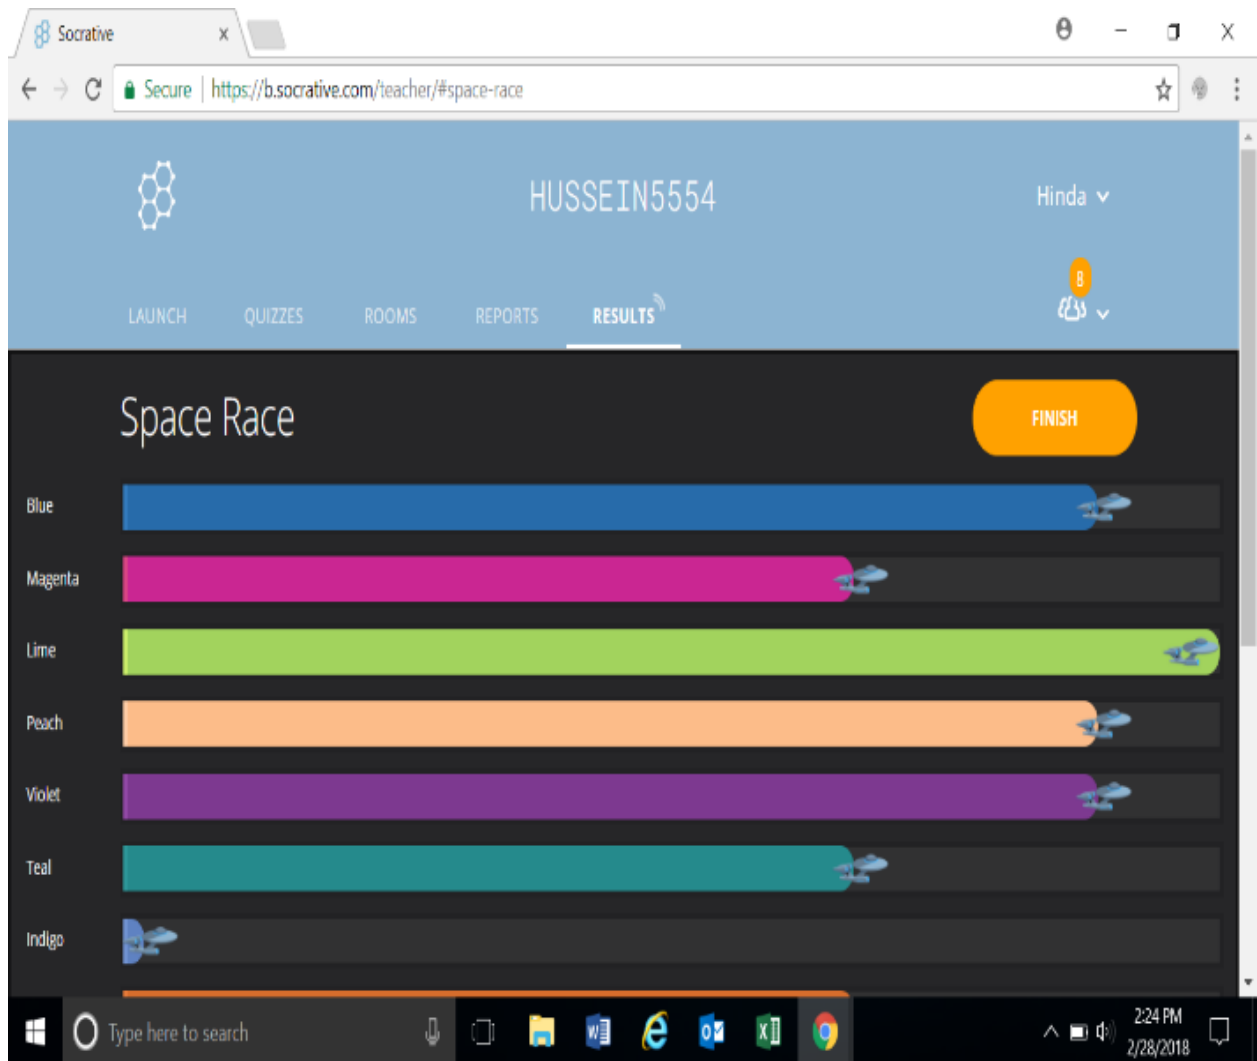 Socrative
Secure | https://b.socrative.com/teacher/#space-race
HUSSEIN5554
Hinda
8
LAUNCH QUIZZES ROOMS REPORTS RESULTS
Space Race
FINISH
Blue
Magenta
Lime
Peach
Violet
Teal
Indigo
Type here to search
2:24 PM
2/28/2018